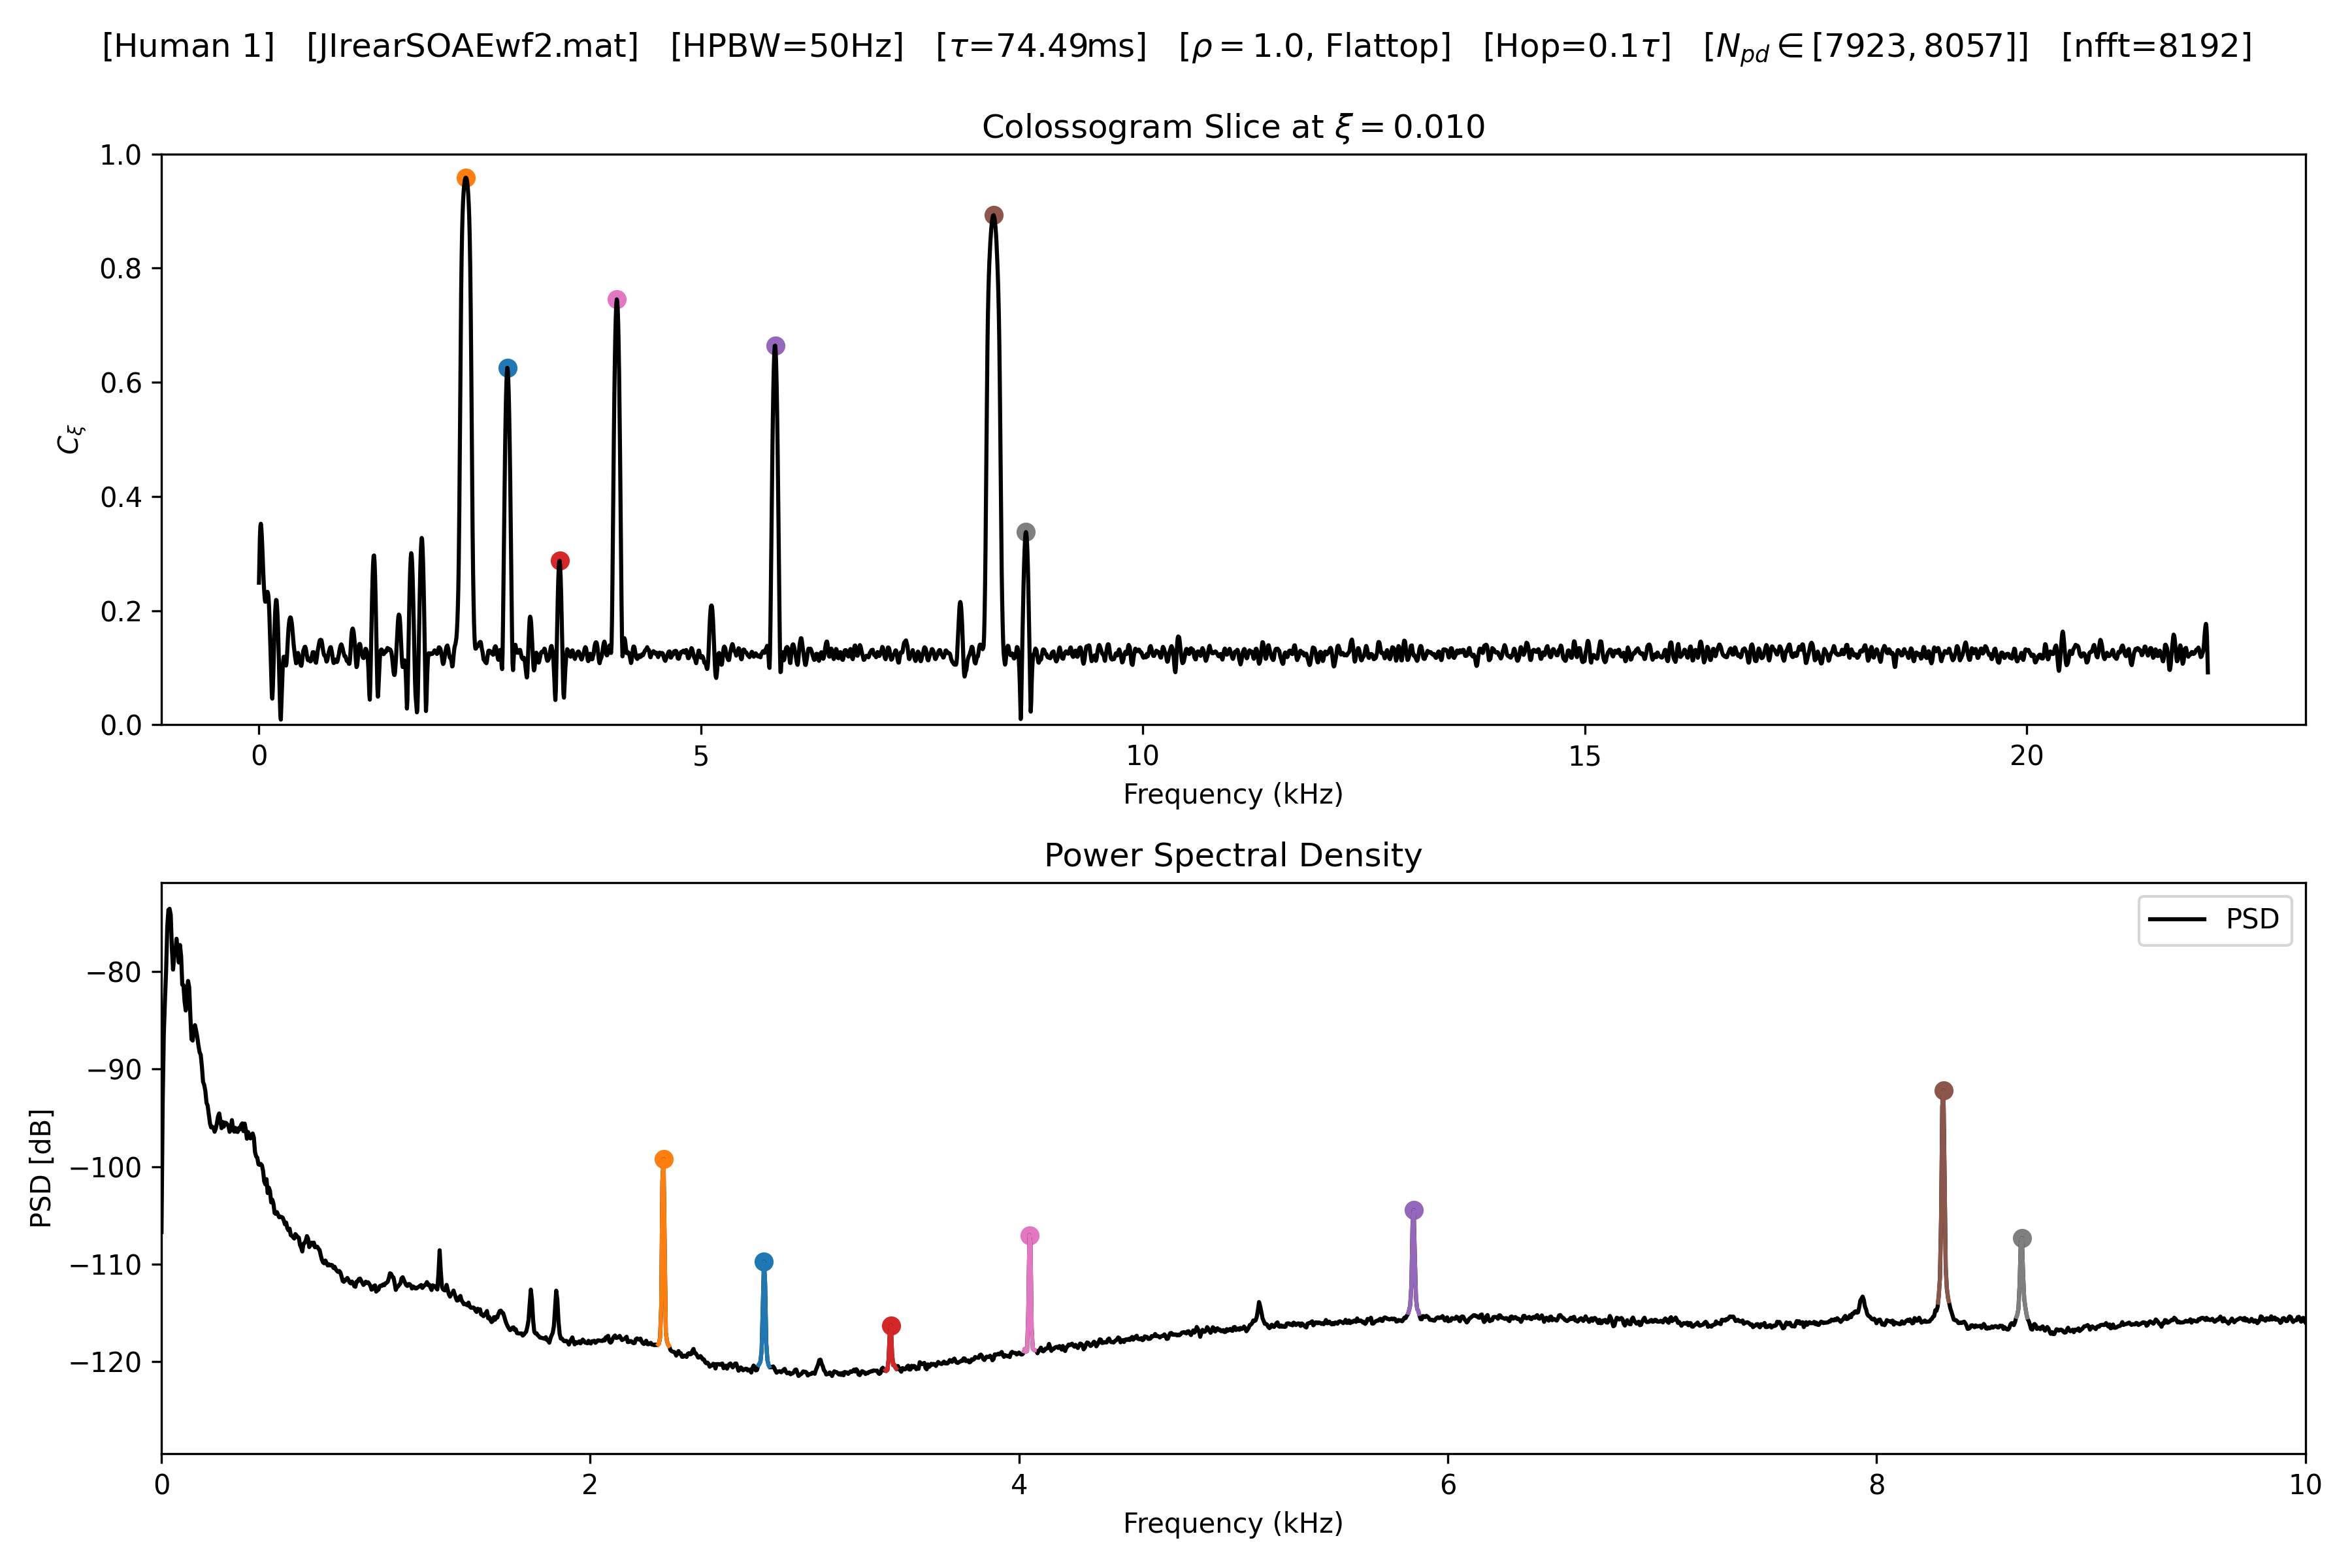 [Human 1] [JIrearSOAEwf2.mat] [HPBW=50Hz] [τ=74.49ms] [ρ = 1.0, Flattop] [Hop=0.1τ] [N_pd ∈ [7923, 8057]] [nfft=8192]
Colossogram Slice at ξ = 0.010
1.0
0.8
0.6
0.4
0.2
0.0
C_ξ
0 5 10 15 20
Frequency (kHz)
Power Spectral Density
PSD
−80
−90
−100
−110
−120
PSD [dB]
0 2 4 6 8 10
Frequency (kHz)